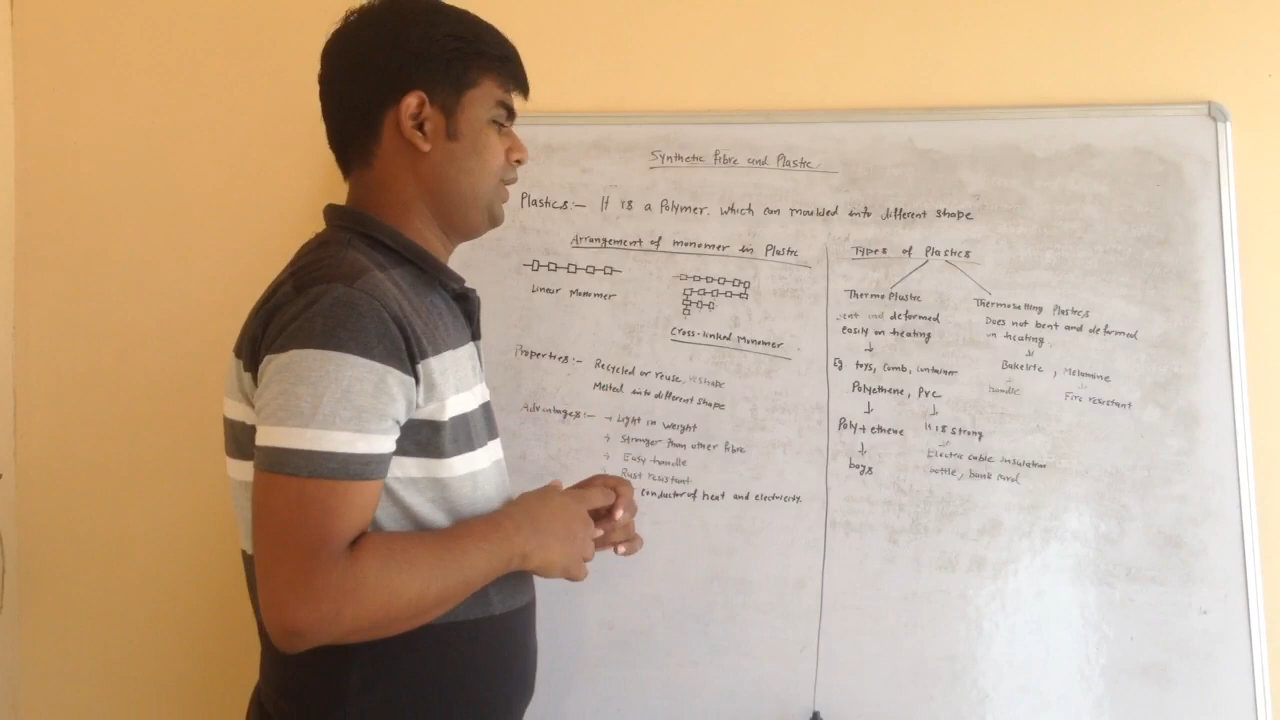 Synthetic fibre and Plastic
Plastics:- It is a Polymer. which can moulded into different shape
Arrangement of monomer in Plastic
Linear Monomer
Cross-linked Monomer
Properties:- Recycled or reuse, reshape
Melted into different shape
Advantages:- → Light in weight
→ Stronger than other fibre
→ Easy handle
→ Rust resistant
conductor of heat and electricity.
Types of Plastics
Thermo Plastic
bent and deformed
easily on heating
↓
Eg toys, comb, container
Polyethene, PVC
↓ ↓
Poly+ethene It is strong
↓ ↓
bags Electric cable insulation
bottle, bank card
Thermosetting Plastics
Does not bent and deformed
on heating.
↓
Bakelite, Melamine
↓ ↓
handle Fire resistant